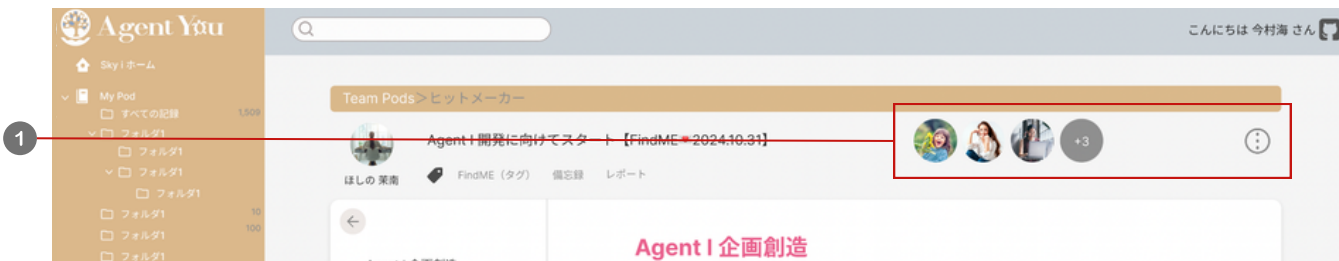 Agent You
こんにちは 今村海 さん
Sky i ホーム
My Pod
すべての記録 1,509
フォルダ1
フォルダ1
フォルダ1
フォルダ1
フォルダ1 10
フォルダ1 100
フォルダ1
Team Pods＞ヒットメーカー
1
Agent I 開発に向けてスタート【FindME 2024.10.31】
+3
ほしの 茉南
FindME（タグ） 備忘録 レポート
Agent I 企画創造